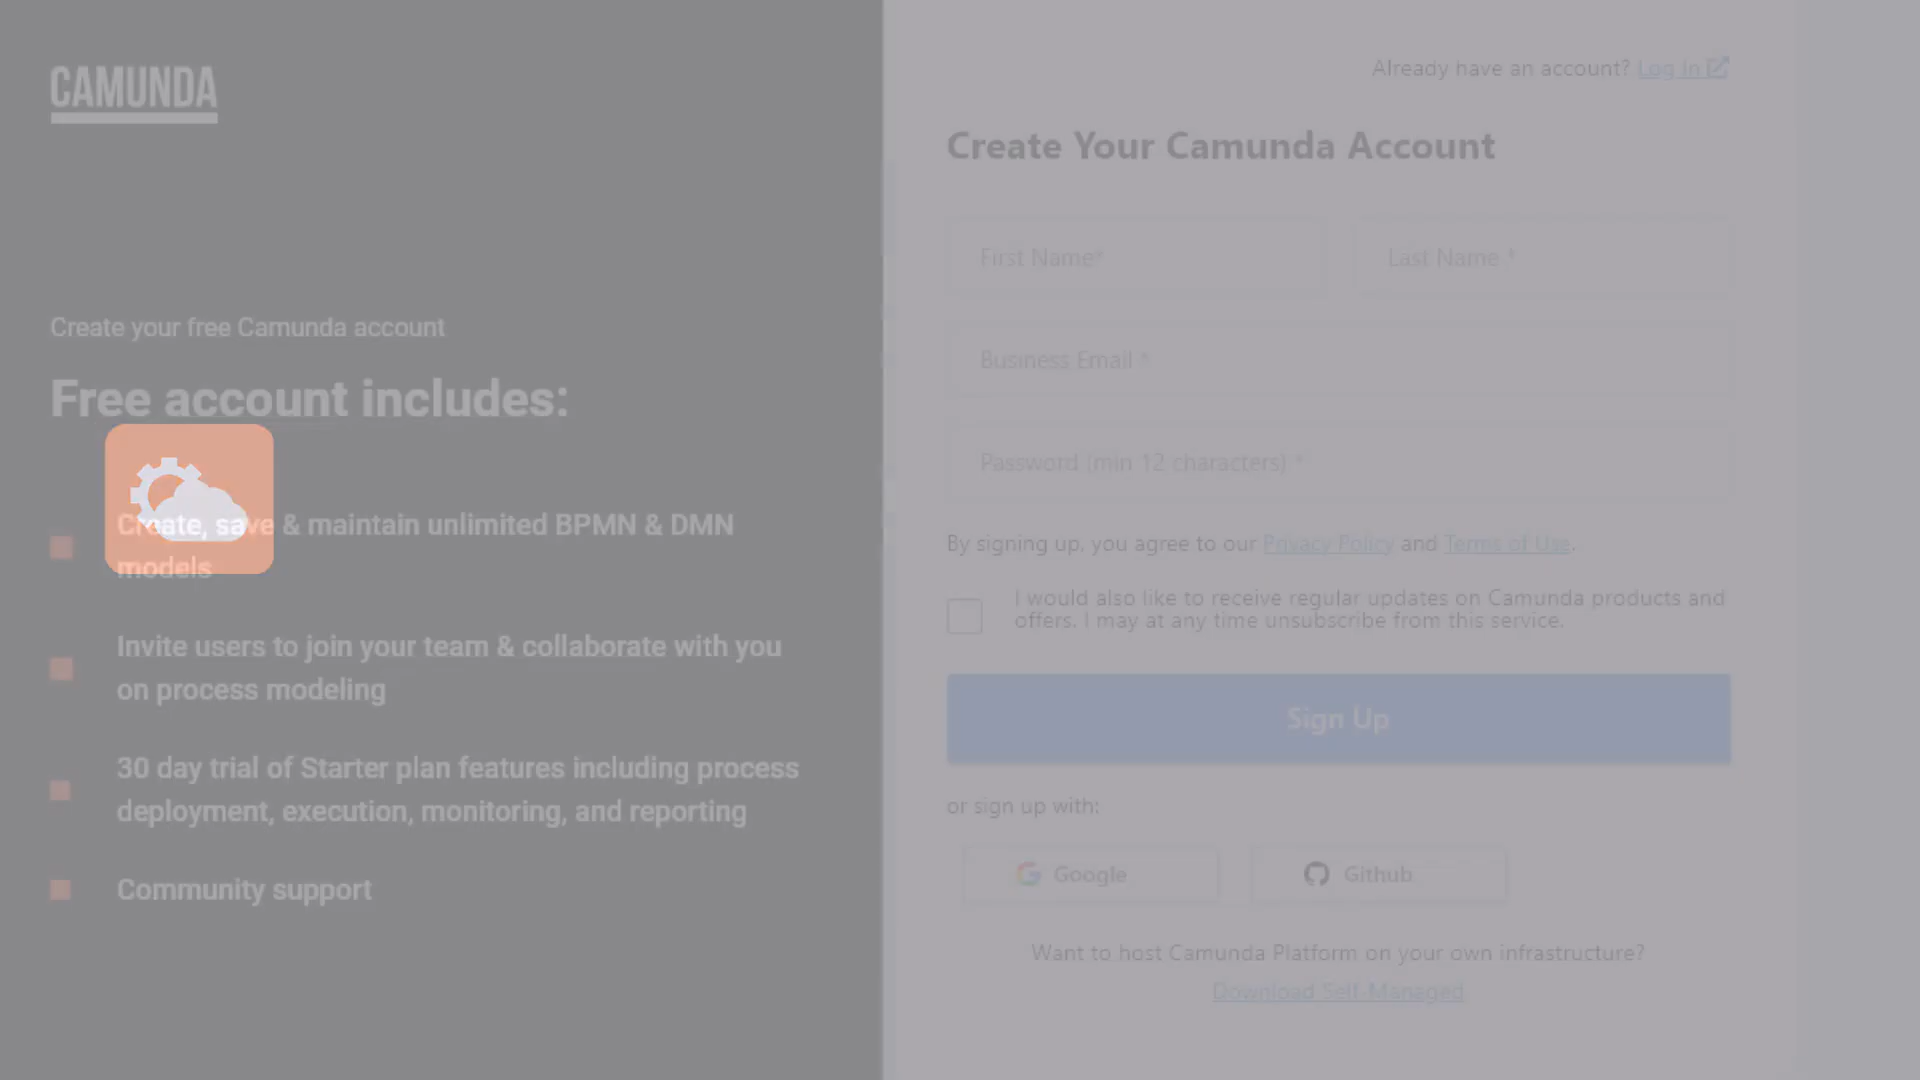 CAMUNDA
Create your free Camunda account
Free account includes:
Create, save & maintain unlimited BPMN & DMN
models
Invite users to join your team & collaborate with you
on process modeling
30 day trial of Starter plan features including process
deployment, execution, monitoring, and reporting
Community support
Already have an account? Log In
Create Your Camunda Account
First Name*
Last Name *
Business Email *
Password (min 12 characters) *
By signing up, you agree to our Privacy Policy and Terms of Use.
I would also like to receive regular updates on Camunda products and
offers. I may at any time unsubscribe from this service.
Sign Up
or sign up with:
Google
Github
Want to host Camunda Platform on your own infrastructure?
Download Self-Managed